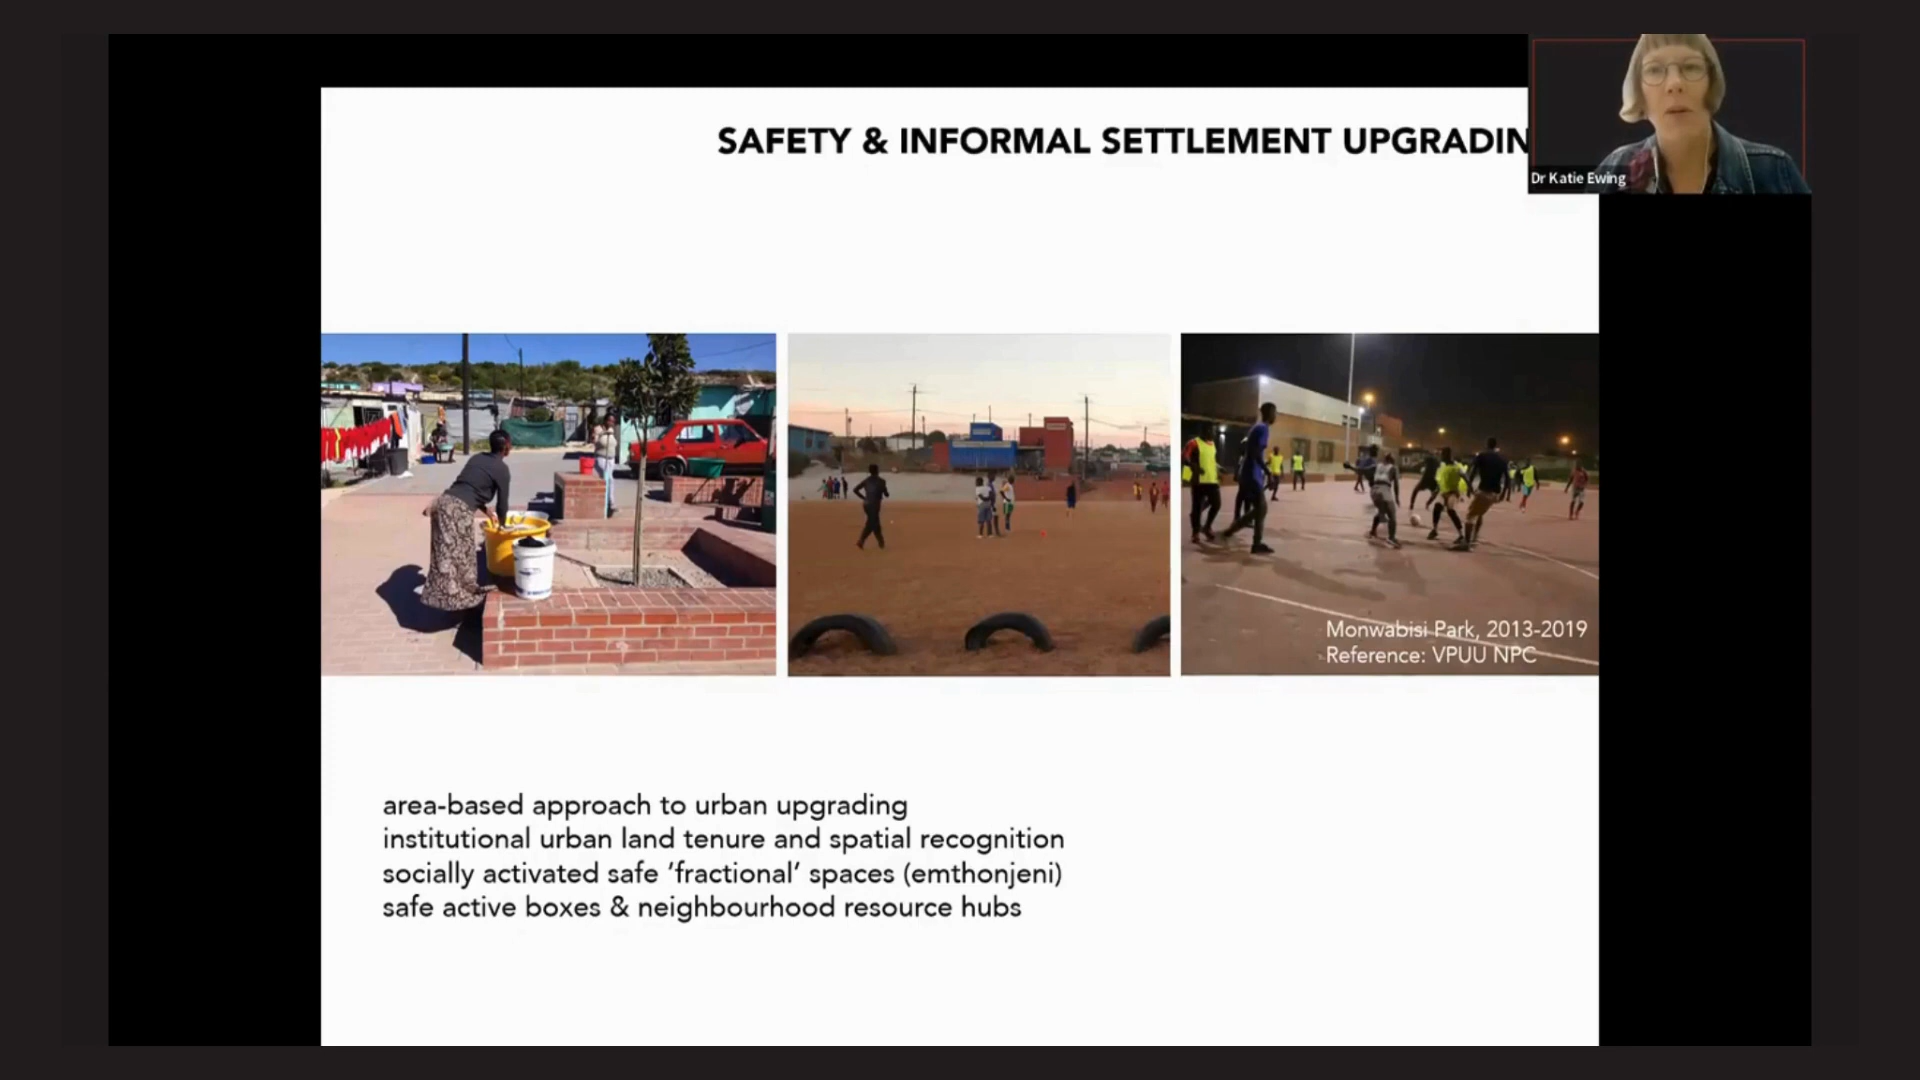 SAFETY & INFORMAL SETTLEMENT UPGRADIN
Dr Katie Ewing
Monwabisi Park, 2013-2019
Reference: VPUU NPC
area-based approach to urban upgrading
institutional urban land tenure and spatial recognition
socially activated safe ‘fractional’ spaces (emthonjeni)
safe active boxes & neighbourhood resource hubs